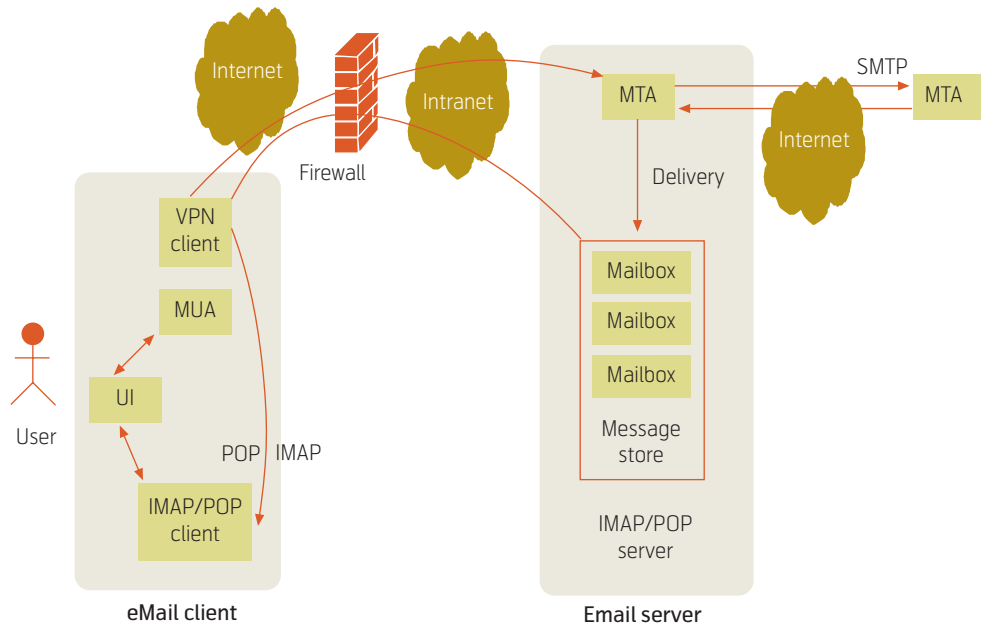 Internet
Firewall
Intranet
MTA
SMTP
MTA
Internet
Delivery
VPN
client
MUA
UI
User
POP
IMAP
IMAP/POP
client
eMail client
Mailbox
Mailbox
Mailbox
Message
store
IMAP/POP
server
Email server